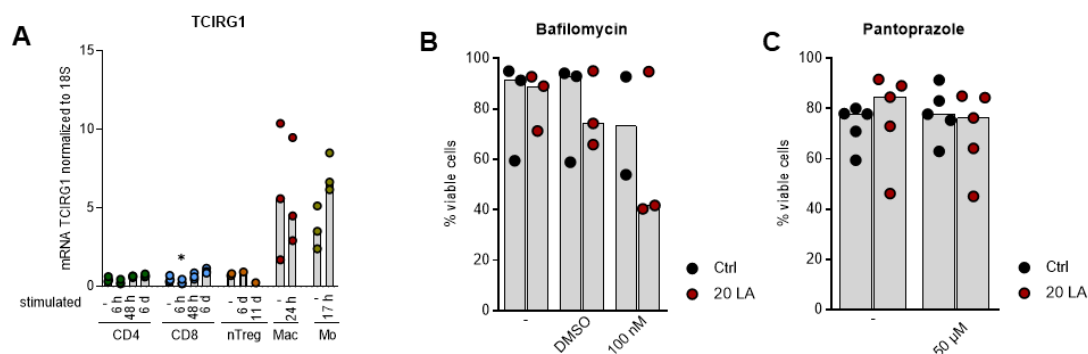 A
TCIRG1
mRNA TCIRG1 normalized to 18S
15
10
5
0
*
stimulated
-
6 h
48 h
6 d
-
6 h
48 h
6 d
-
6 d
11 d
-
24 h
-
17 h
CD4
CD8
nTreg
Mac
Mo
B
Bafilomycin
% viable cells
100
80
60
40
20
0
-
DMSO
100 nM
Ctrl
20 LA
C
Pantoprazole
% viable cells
100
80
60
40
20
0
-
50 µM
Ctrl
20 LA